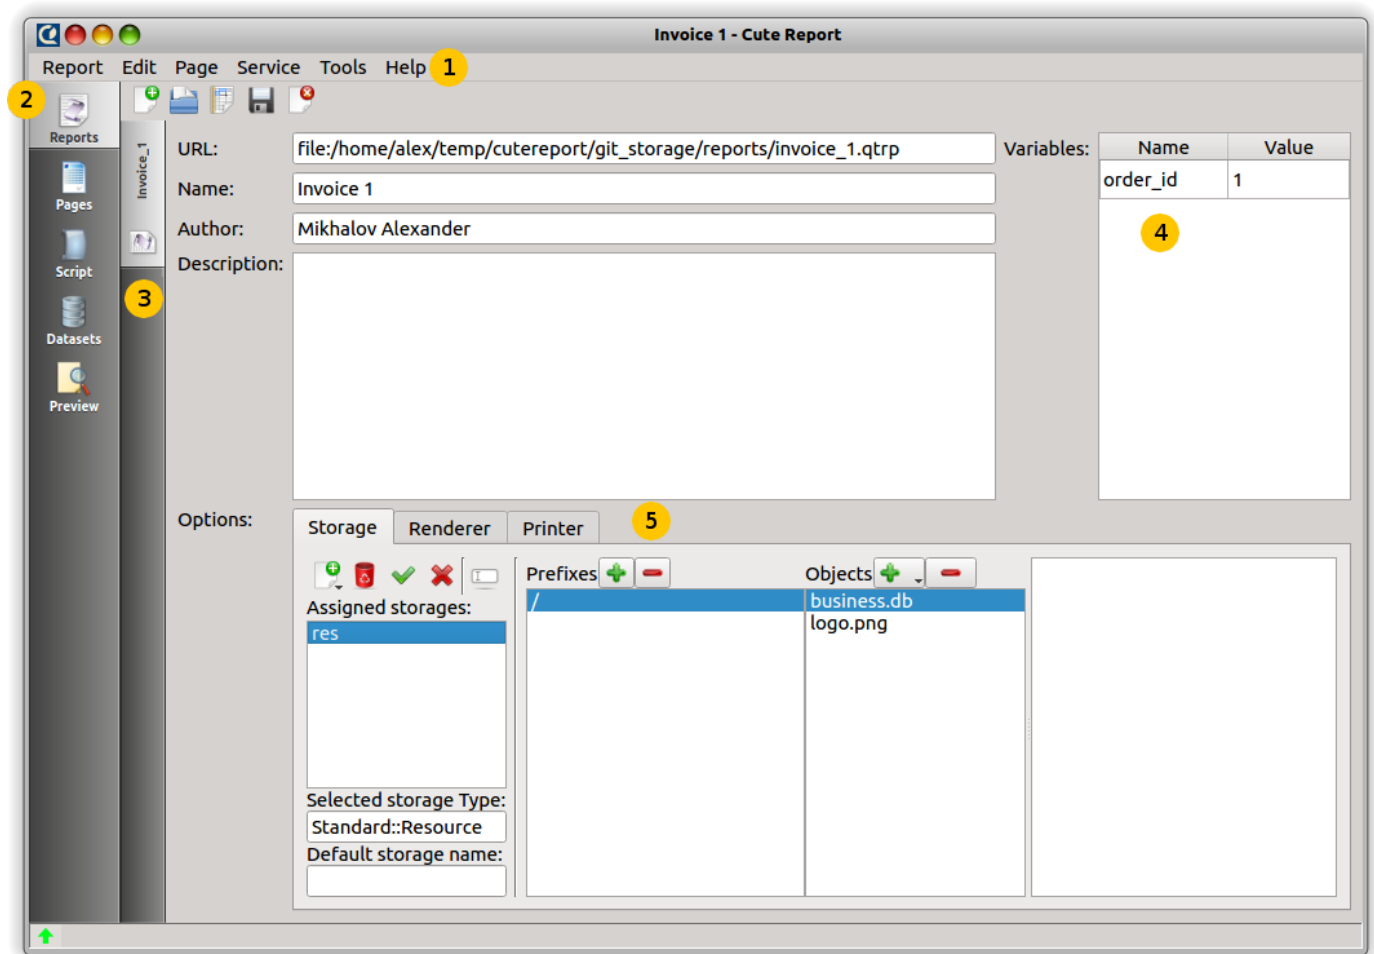 Invoice 1 - Cute Report
Report Edit Page Service Tools Help 1
2
Reports
Pages
Script
Datasets
Preview
Invoice_1
3
URL: file:/home/alex/temp/cutereport/git_storage/reports/invoice_1.qtrp
Name: Invoice 1
Author: Mikhalov Alexander
Description:
Variables: Name Value
order_id 1
4
Options: Storage Renderer Printer 5
Assigned storages:
res
Selected storage Type:
Standard::Resource
Default storage name:
Prefixes
/
Objects
business.db
logo.png